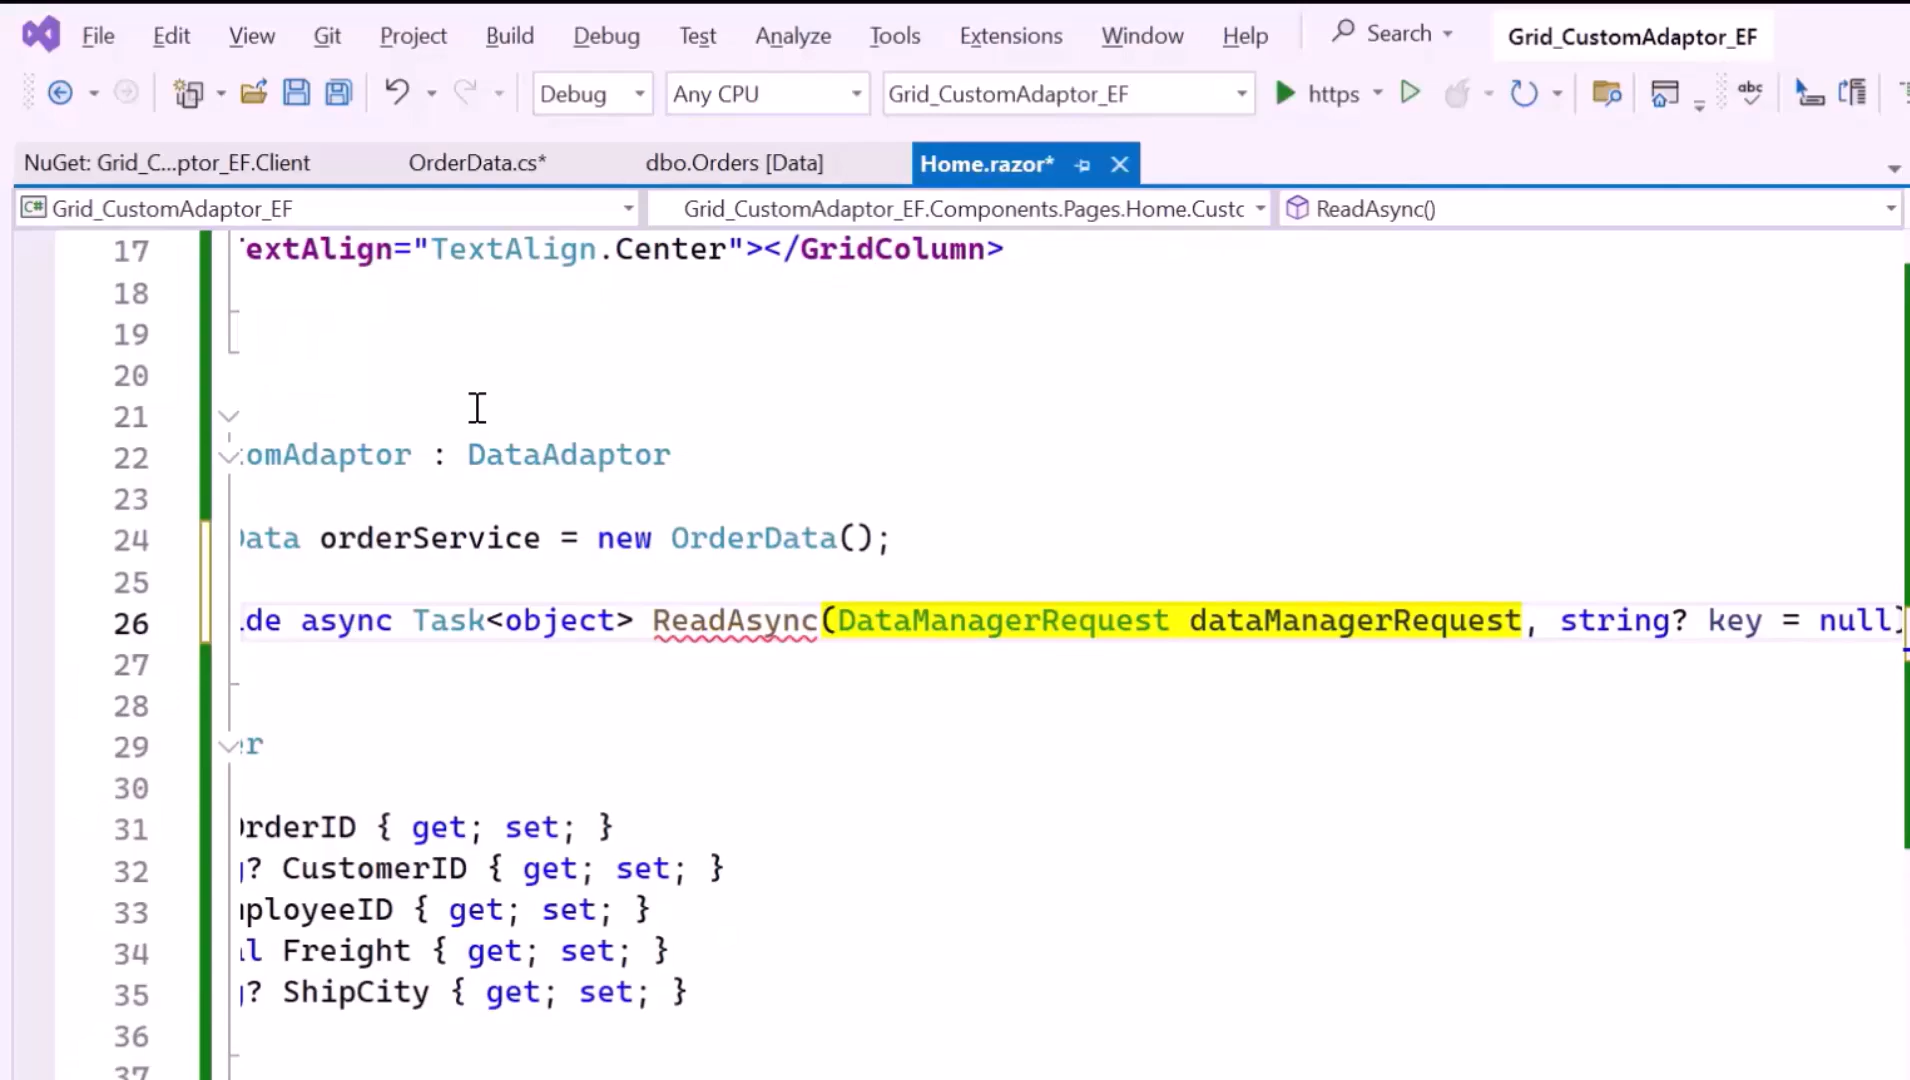 File Edit View Git Project Build Debug Test Analyze Tools Extensions Window Help Search Grid_CustomAdaptor_EF
Debug Any CPU Grid_CustomAdaptor_EF https abc
NuGet: Grid_C...ptor_EF.Client OrderData.cs* dbo.Orders [Data] Home.razor*
C# Grid_CustomAdaptor_EF Grid_CustomAdaptor_EF.Components.Pages.Home.Custc ReadAsync()
17 extAlign="TextAlign.Center"></GridColumn>
18
19
20
21
22 omAdaptor : DataAdaptor
23
24 Data orderService = new OrderData();
25
26 de async Task<object> ReadAsync(DataManagerRequest dataManagerRequest, string? key = null)
27
28
29 r
30
31 OrderID { get; set; }
32 ? CustomerID { get; set; }
33 mployeeID { get; set; }
34 l Freight { get; set; }
35 ? ShipCity { get; set; }
36
37